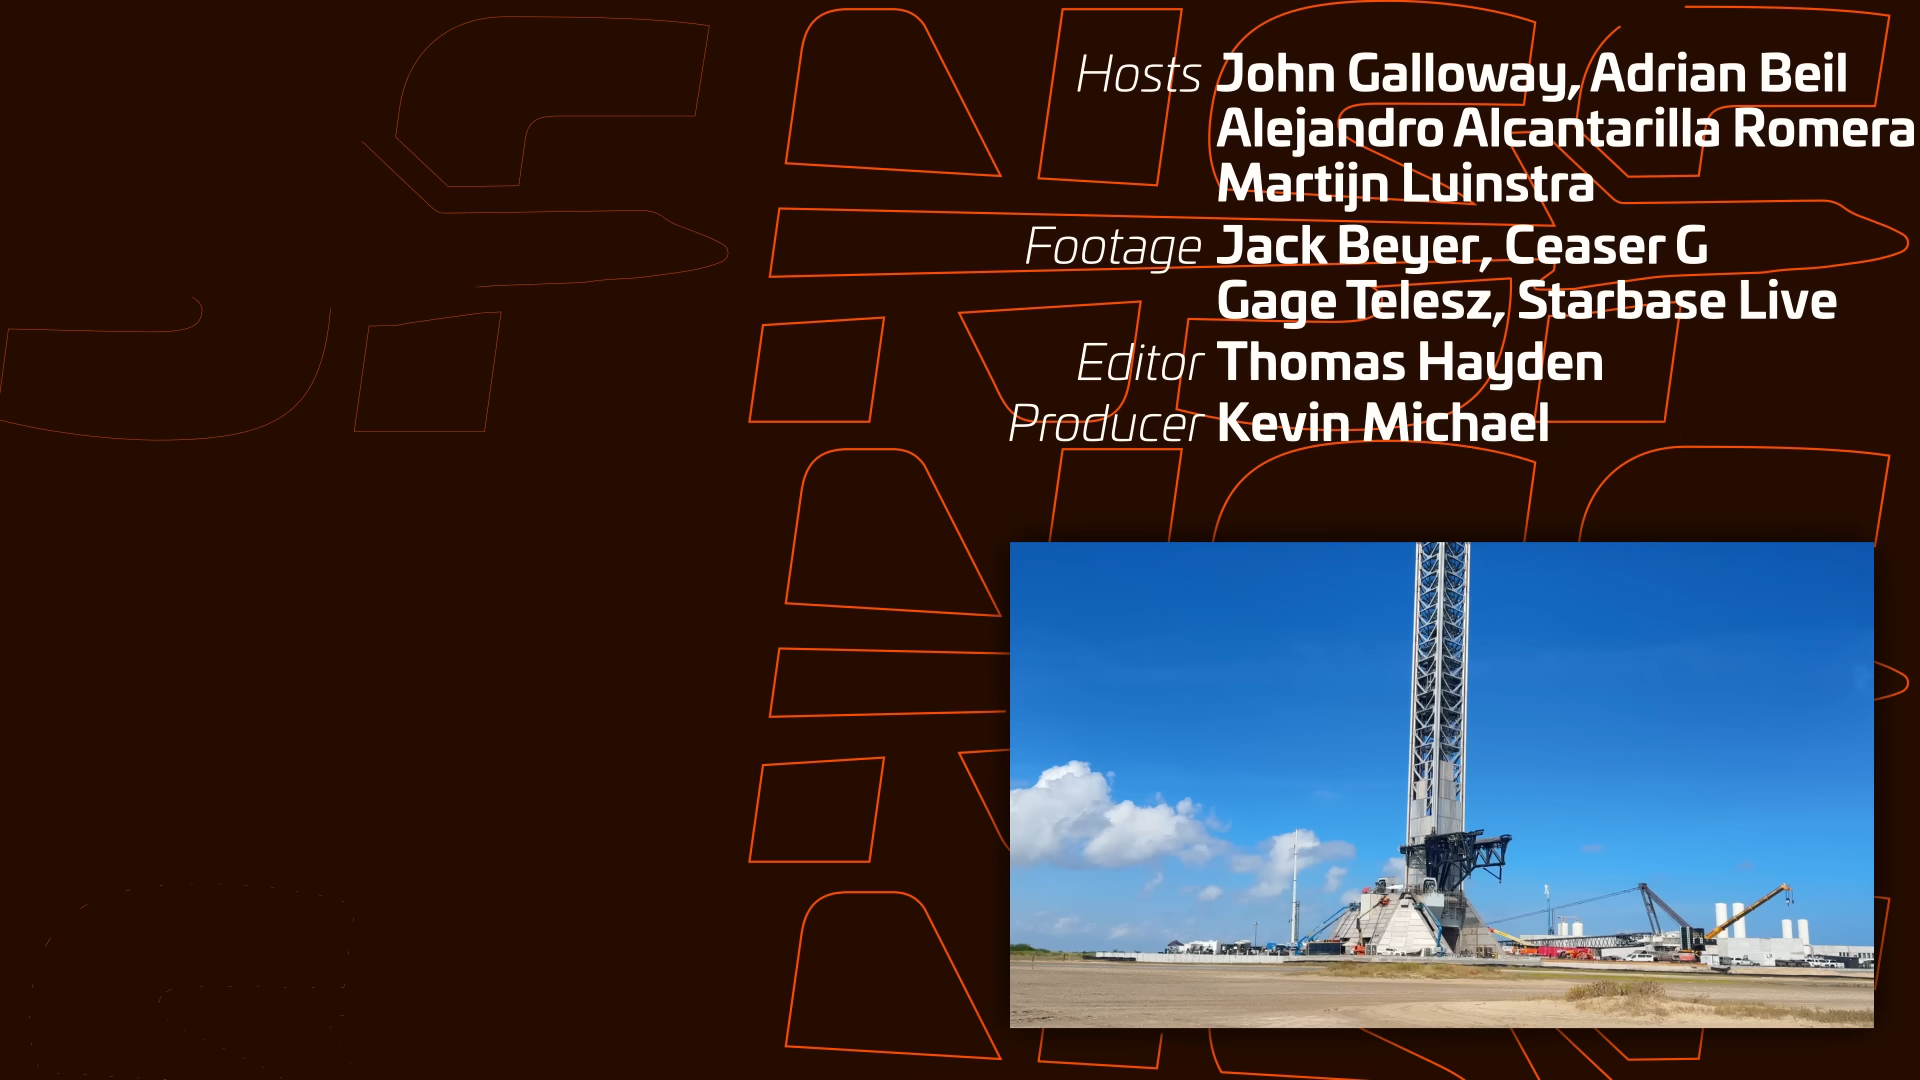 Hosts John Galloway, Adrian Beil
Alejandro Alcantarilla Romera
Martijn Luinstra
Footage Jack Beyer, Ceaser G
Gage Telesz, Starbase Live
Editor Thomas Hayden
Producer Kevin Michael